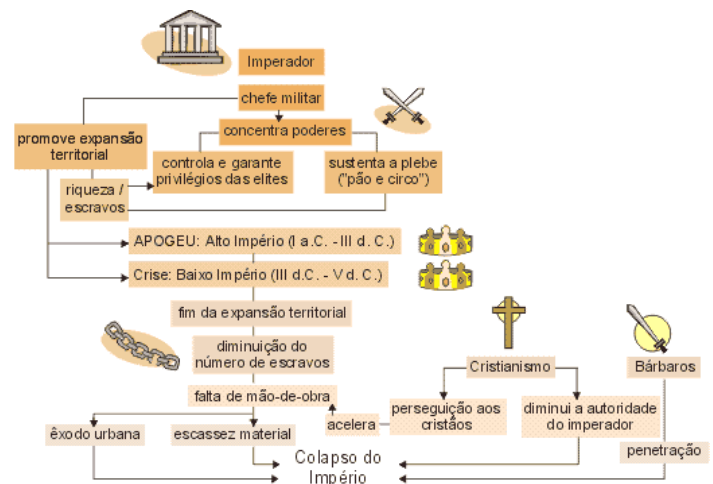 Imperador
chefe militar
concentra poderes
promove expansão
territorial
controla e garante
privilégios das elites
sustenta a plebe
("pão e circo")
riqueza /
escravos
APOGEU: Alto Império (I a.C. - III d. C.)
Crise: Baixo Império (III d.C. - V d. C.)
fim da expansão territorial
diminuição do
número de escravos
Cristianismo
Bárbaros
falta de mão-de-obra
acelera
perseguição aos
cristãos
diminui a autoridade
do imperador
êxodo urbana
escassez material
penetração
Colapso do
Império